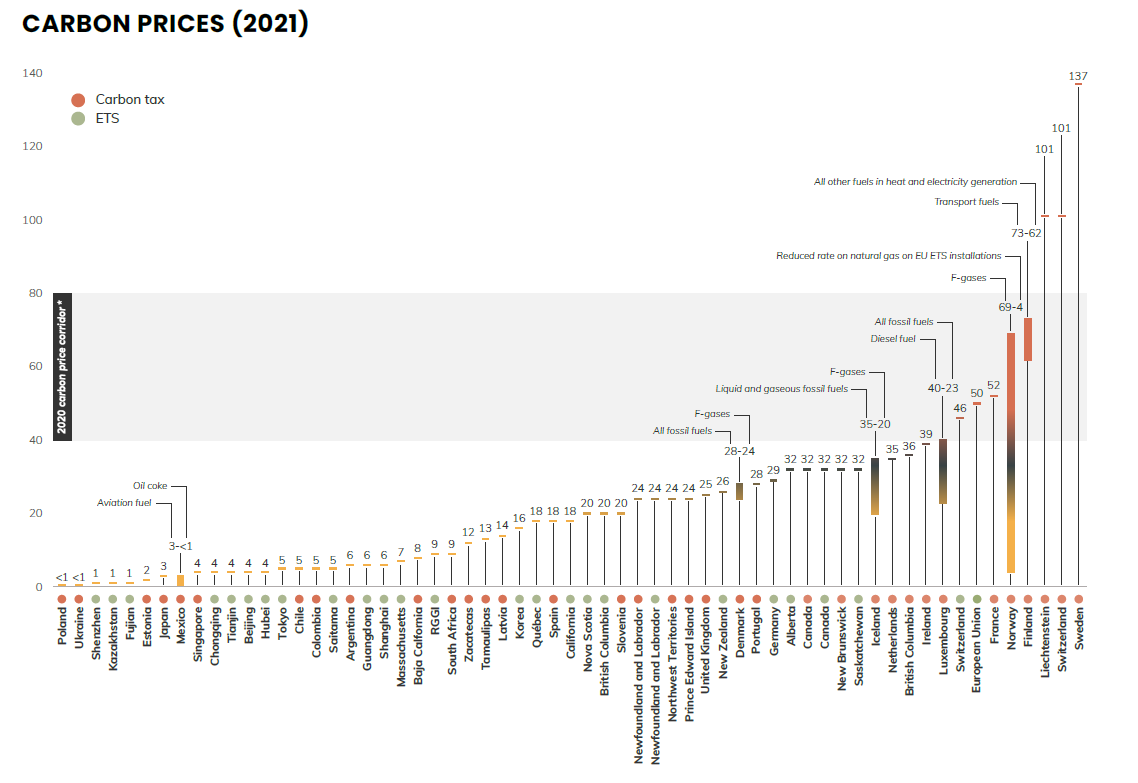 CARBON PRICES (2021)
140
Carbon tax
ETS
120
100
80
60
40
20
0
2020 carbon price corridor*
Oil coke
Aviation fuel
3-<1
F-gases
All fossil fuels
28-24
F-gases
Liquid and gaseous fossil fuels
35-20
All fossil fuels
Diesel fuel
40-23
Reduced rate on natural gas on EU ETS installations
F-gases
69-4
All other fuels in heat and electricity generation
Transport fuels
73-62
<1 <1 1 1 1 2 3 4 4 4 4 4 5 5 5 5 6 6 6 7 8 9 9 12 13 14 16 18 18 18 20 20 20 24 24 24 24 25 26 28 29 32 32 32 32 32 35 36 39 46 50 52 101 101 137
Poland
Ukraine
Shenzhen
Kazakhstan
Fujian
Estonia
Japan
Mexico
Singapore
Chongqing
Tianjin
Beijing
Hubei
Tokyo
Chile
Colombia
Saitama
Argentina
Guangdong
Shanghai
Massachusetts
Baja California
RGGI
South Africa
Zacatecas
Tamaulipas
Latvia
Korea
Québec
Spain
California
Nova Scotia
British Columbia
Slovenia
Newfoundland and Labrador
Newfoundland and Labrador
Northwest Territories
Prince Edward Island
United Kingdom
New Zealand
Denmark
Portugal
Germany
Alberta
Canada
Canada
New Brunswick
Saskatchewan
Iceland
Netherlands
British Columbia
Ireland
Luxembourg
Switzerland
European Union
France
Norway
Finland
Liechtenstein
Switzerland
Sweden